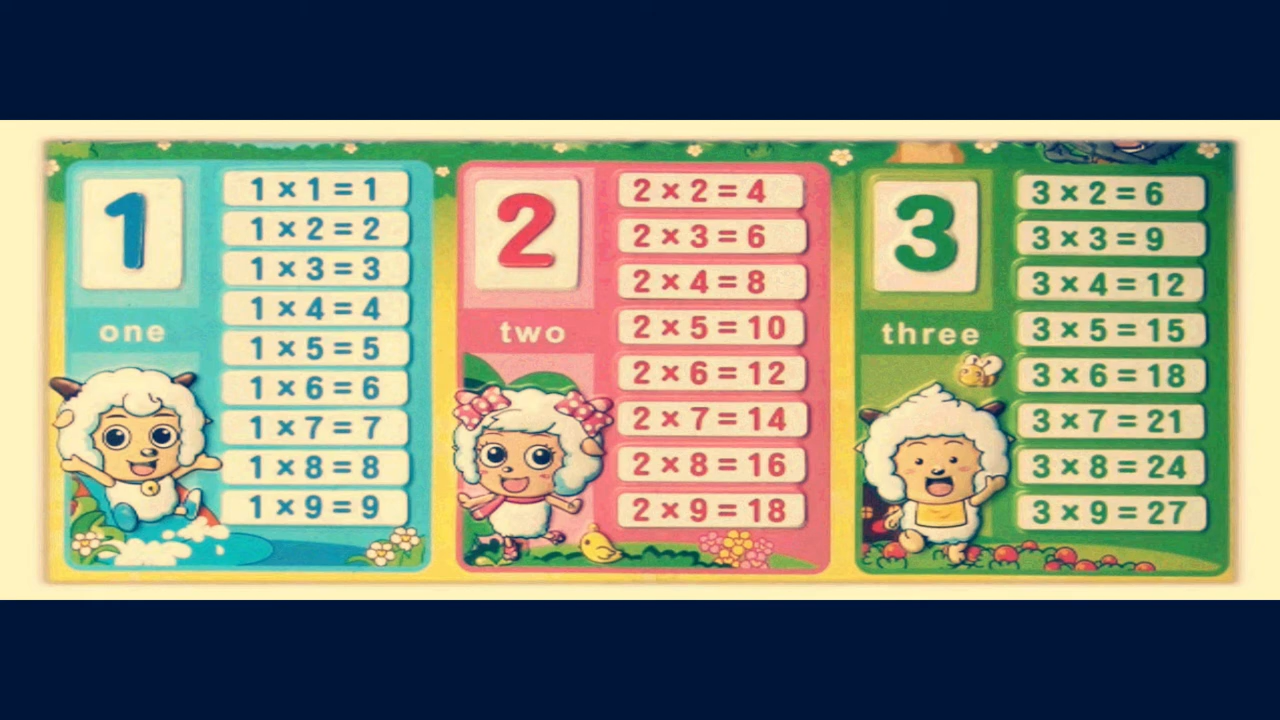 1
one
1 × 1 = 1
1 × 2 = 2
1 × 3 = 3
1 × 4 = 4
1 × 5 = 5
1 × 6 = 6
1 × 7 = 7
1 × 8 = 8
1 × 9 = 9
2
two
2 × 2 = 4
2 × 3 = 6
2 × 4 = 8
2 × 5 = 10
2 × 6 = 12
2 × 7 = 14
2 × 8 = 16
2 × 9 = 18
3
three
3 × 2 = 6
3 × 3 = 9
3 × 4 = 12
3 × 5 = 15
3 × 6 = 18
3 × 7 = 21
3 × 8 = 24
3 × 9 = 27